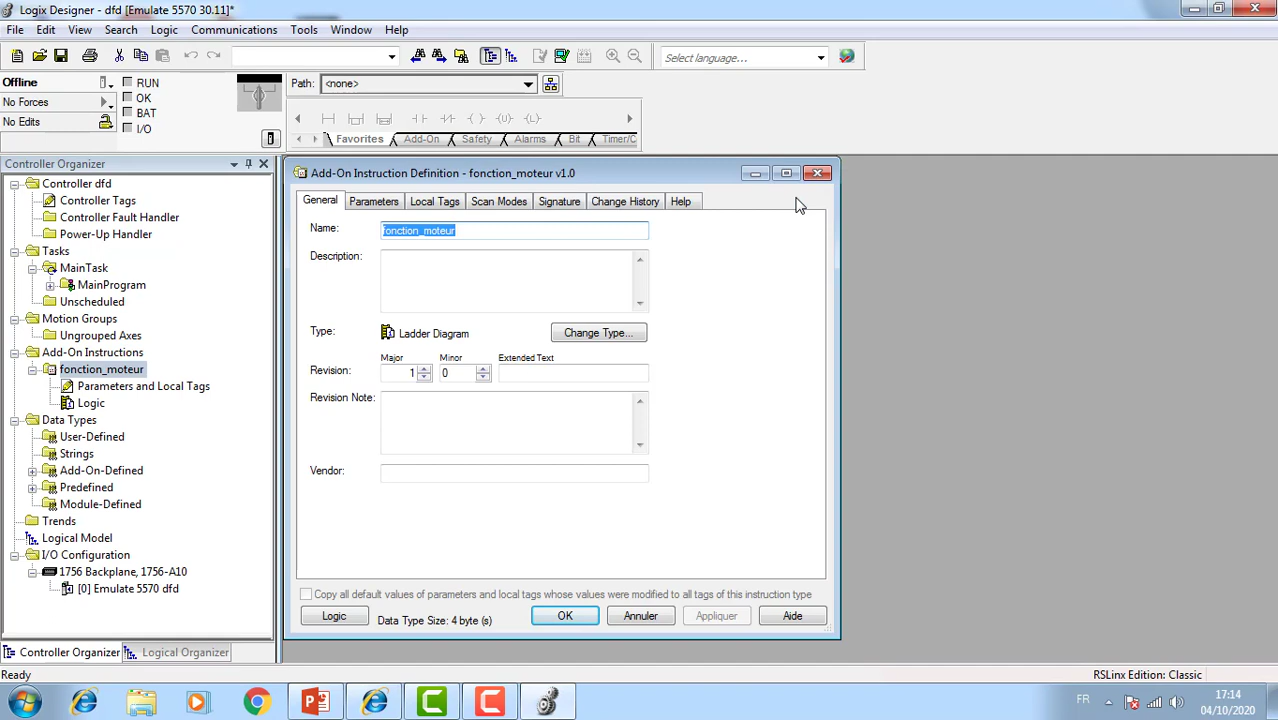 Logix Designer - dfd [Emulate 5570 30.11]*
File Edit View Search Logic Communications Tools Window Help
Select language...
Offline RUN Path: <none>
No Forces OK
No Edits BAT
I/O
Favorites Add-On Safety Alarms Bit Timer/C
Controller Organizer
Controller dfd
Controller Tags
Controller Fault Handler
Power-Up Handler
Tasks
MainTask
MainProgram
Unscheduled
Motion Groups
Ungrouped Axes
Add-On Instructions
fonction_moteur
Parameters and Local Tags
Logic
Data Types
User-Defined
Strings
Add-On-Defined
Predefined
Module-Defined
Trends
Logical Model
I/O Configuration
1756 Backplane, 1756-A10
[0] Emulate 5570 dfd
Controller Organizer Logical Organizer
Add-On Instruction Definition - fonction_moteur v1.0
General Parameters Local Tags Scan Modes Signature Change History Help
Name: fonction_moteur
Description:
Type: Ladder Diagram Change Type...
Major Minor Extended Text
Revision: 1 0
Revision Note:
Vendor:
Copy all default values of parameters and local tags whose values were modified to all tags of this instruction type
Logic Data Type Size: 4 byte (s) OK Annuler Appliquer Aide
Ready RSLinx Edition: Classic
FR 17:14
04/10/2020